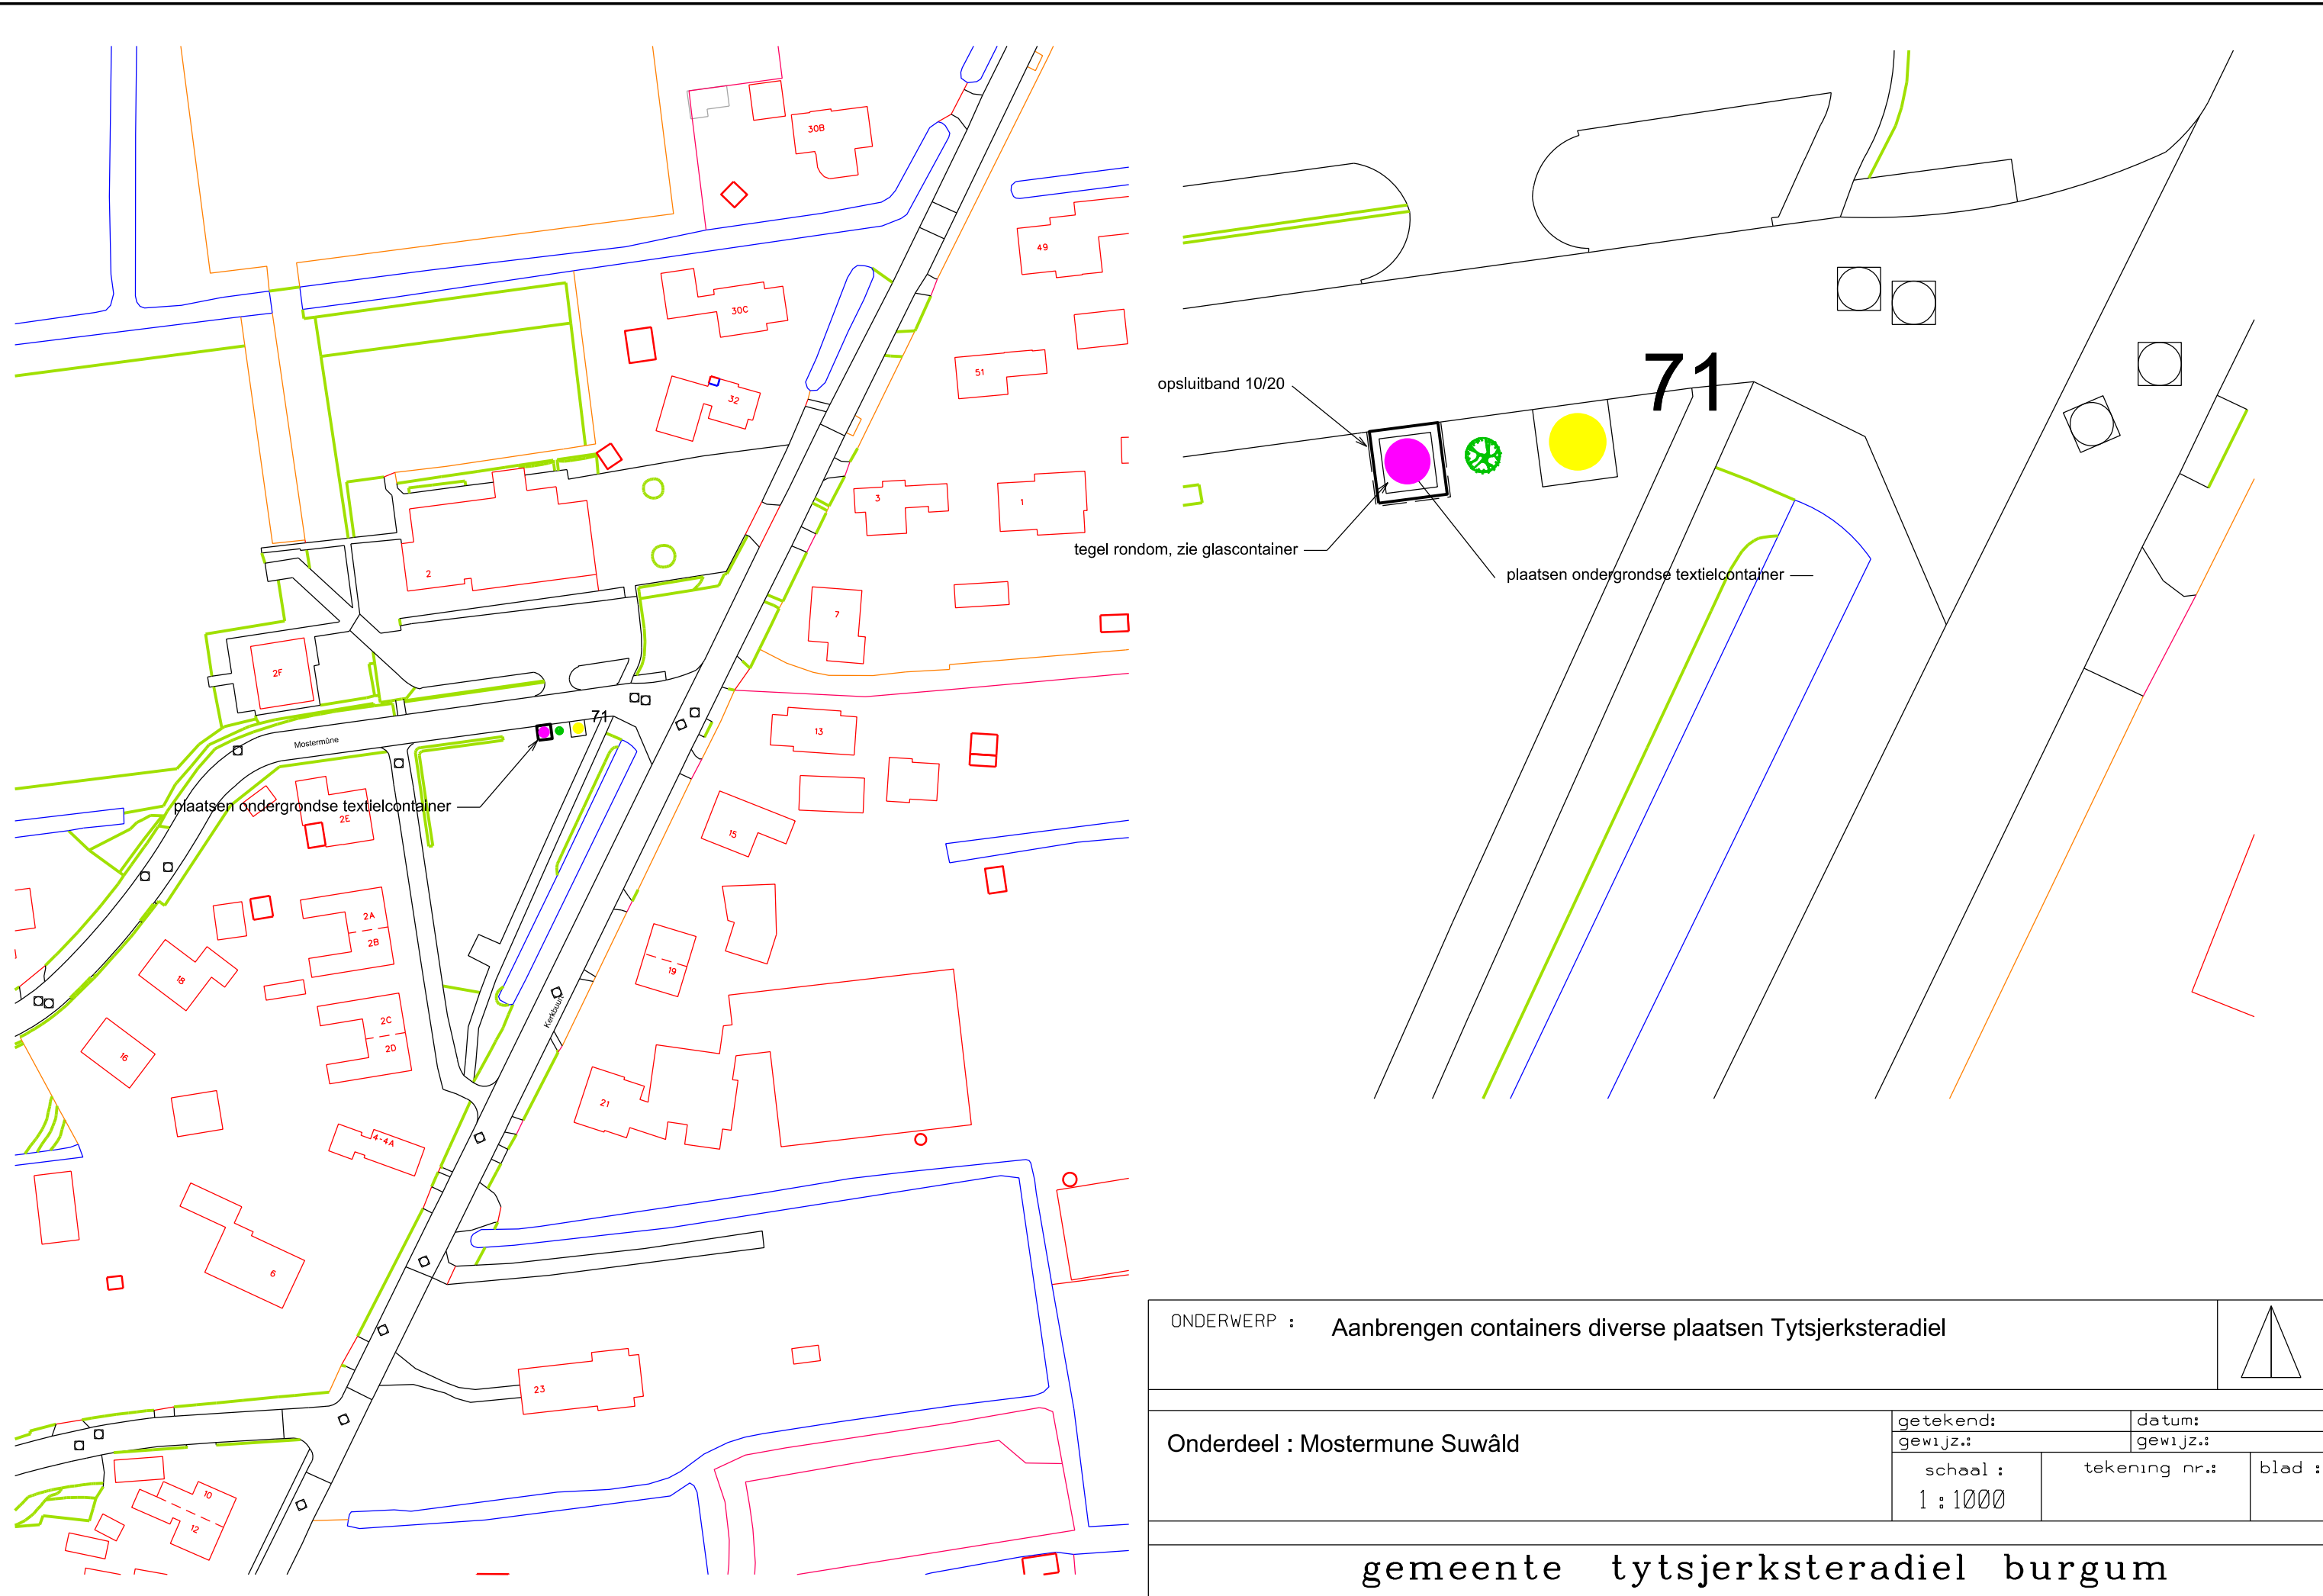 30B
49
30C
51
32
3
1
2
7
2F
71
13
Mostermûne
plaatsen ondergrondse textielcontainer
2E
15
2A
2B
19
18
Kerkbuurt
2C
2D
16
21
4-4A
6
23
10
12
71
opsluitband 10/20
tegel rondom, zie glascontainer
plaatsen ondergrondse textielcontainer
ONDERWERP : Aanbrengen containers diverse plaatsen Tytsjerksteradiel
Onderdeel : Mostermune Suwâld
getekend: datum:
gewijz.: gewijz.:
schaal : tekening nr.: blad :
1:1000
gemeente tytsjerksteradiel burgum